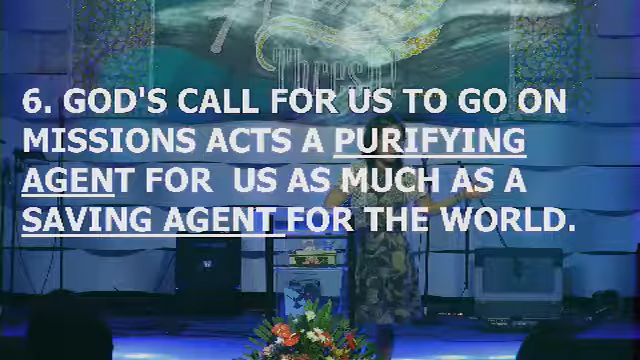 Thresh
6. GOD'S CALL FOR US TO GO ON
MISSIONS ACTS A PURIFYING
AGENT FOR US AS MUCH AS A
SAVING AGENT FOR THE WORLD.